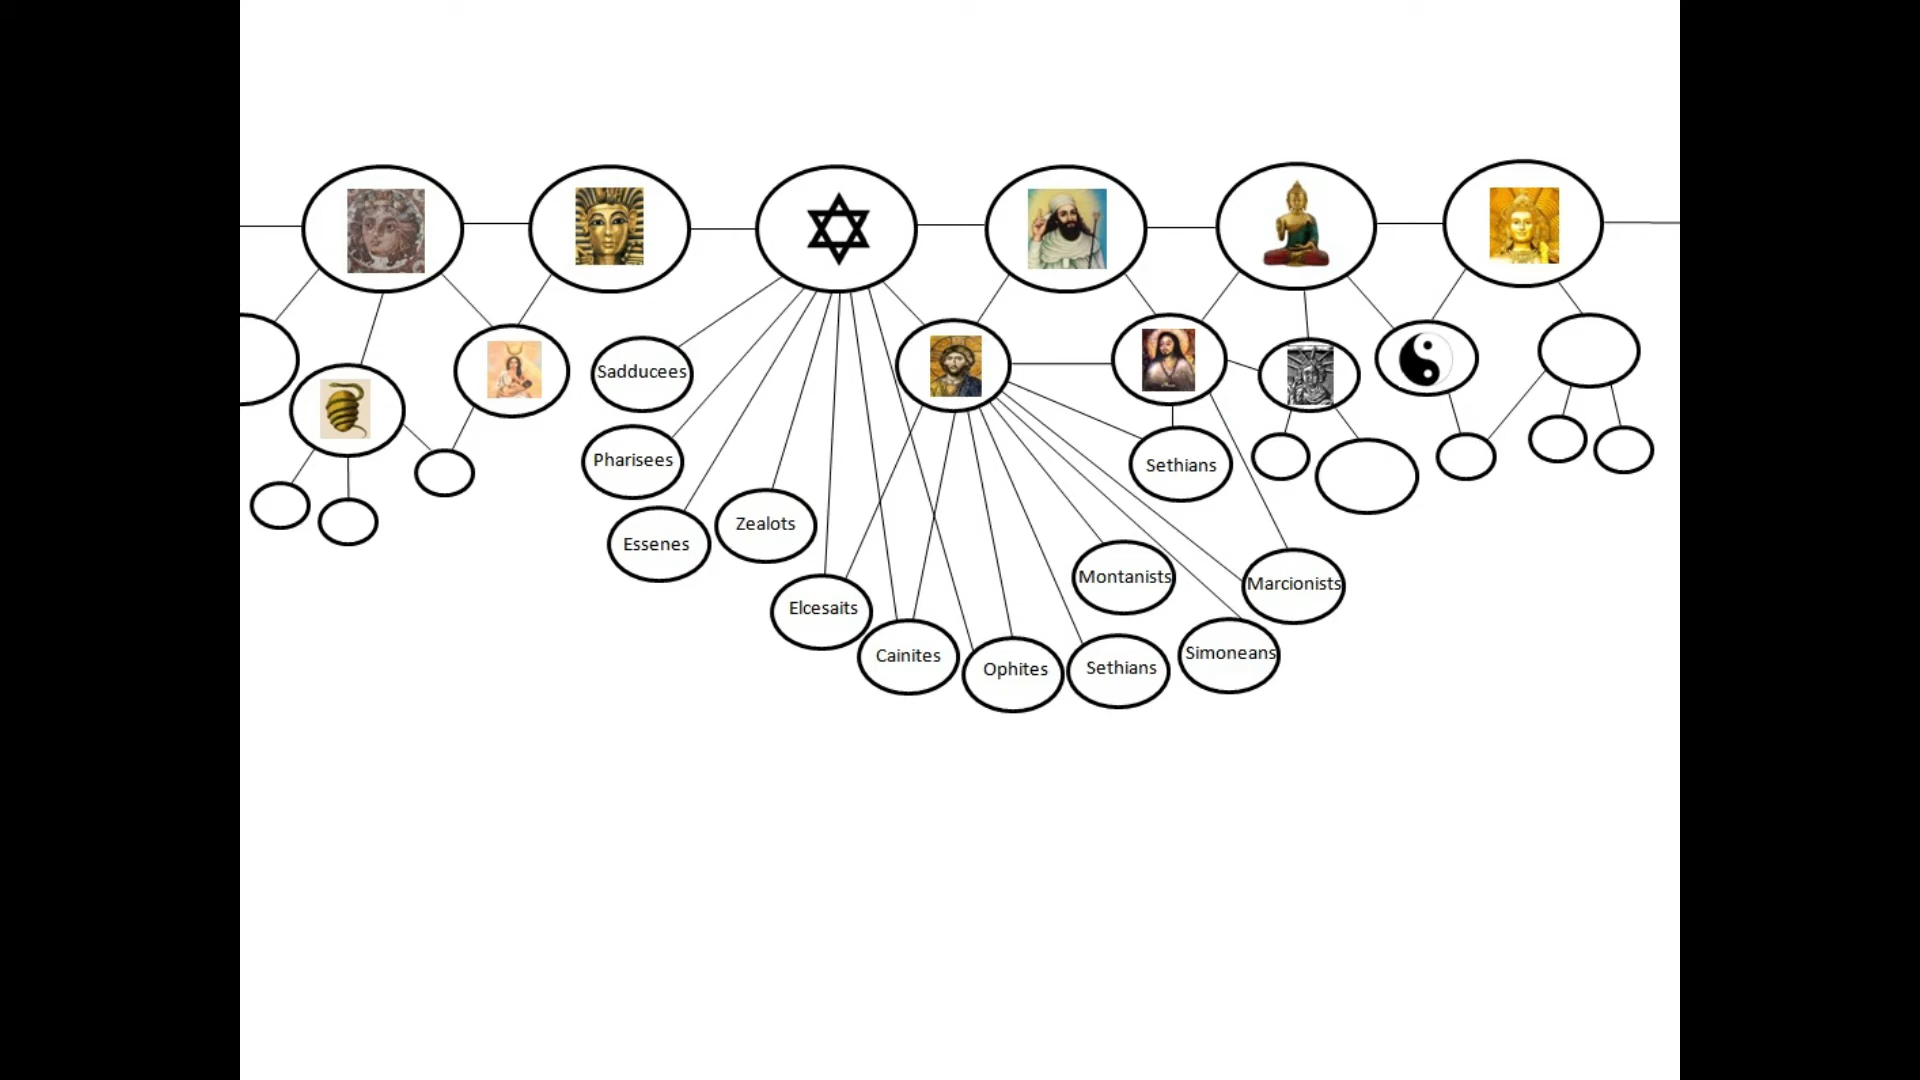 Sadducees
Pharisees
Sethians
Essenes
Zealots
Montanists
Marcionists
Elcesaits
Cainites
Ophites
Sethians
Simoneans